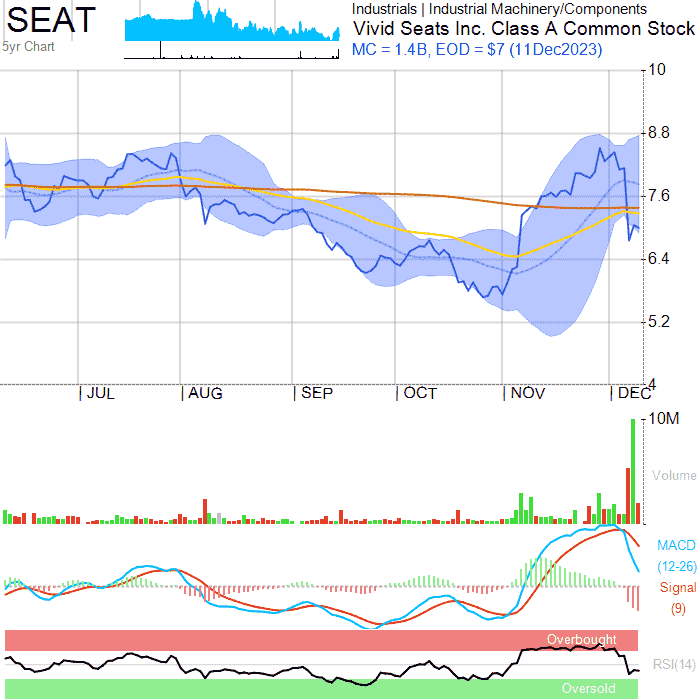 SEAT
5yr Chart
Industrials | Industrial Machinery/Components
Vivid Seats Inc. Class A Common Stock
MC = 1.4B, EOD = $7 (11Dec2023)
10
8.8
7.6
6.4
5.2
4
| JUL | AUG | SEP | OCT | NOV | DEC
10M
Volume
MACD
(12-26)
Signal
(9)
Overbought
RSI(14)
Oversold